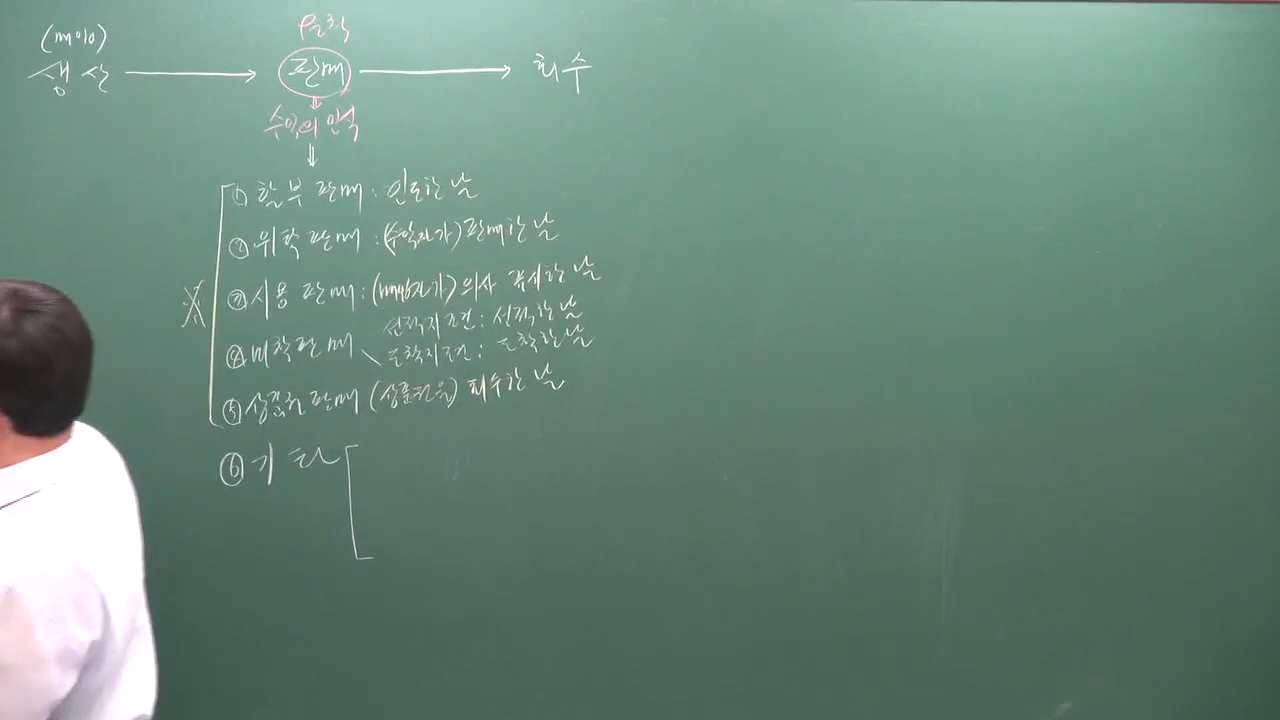 (매입)
생산 → 판매 → 회수
원칙
⇓
수익의 인식
⇓
① 할부판매 : 인도한 날
② 위탁판매 : (수탁자가) 판매한 날
③ 시용판매 : (매입자가) 의사 표시한 날
④ 미착판매
선적지조건 : 선적한 날
도착지조건 : 도착한 날
⑤ 상품권 판매 (상품권을) 회수한 날
⑥ 기타